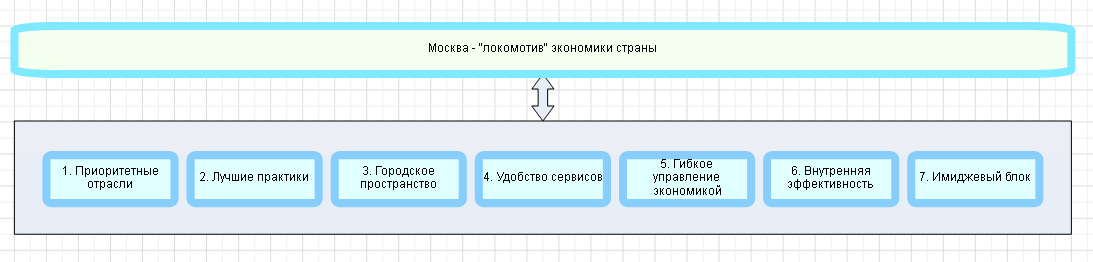 Москва - "локомотив" экономики страны
1. Приоритетные
отрасли
2. Лучшие практики
3. Городское
пространство
4. Удобство сервисов
5. Гибкое
управление
экономикой
6. Внутренняя
эффективность
7. Имиджевый блок